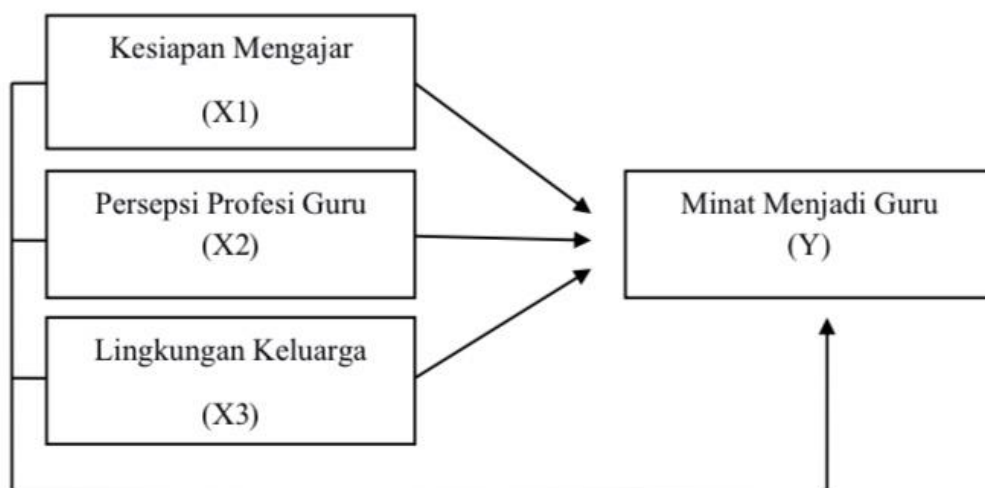 Kesiapan Mengajar
(X1)
Persepsi Profesi Guru
(X2)
Lingkungan Keluarga
(X3)
Minat Menjadi Guru
(Y)